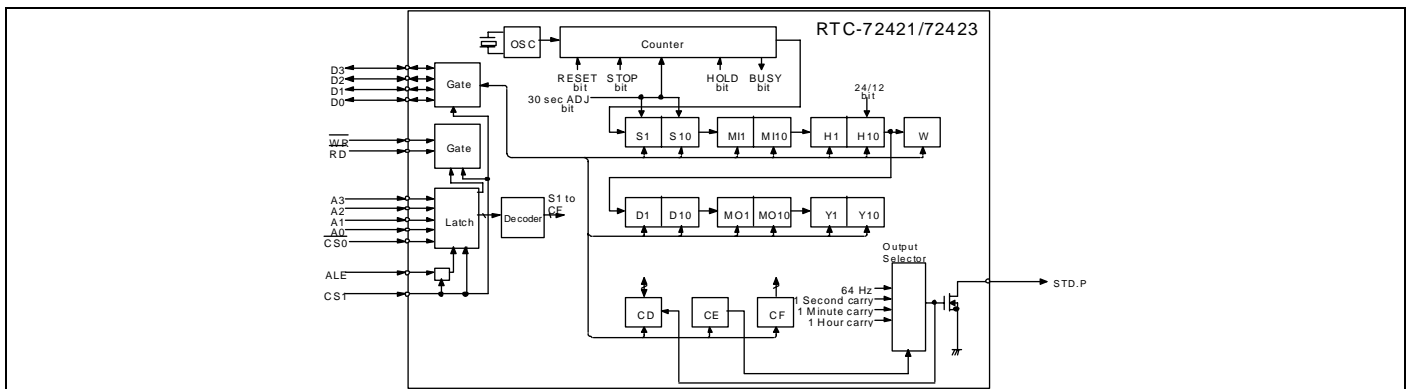 RTC-72421/72423
OSC
Counter
D3
D2
D1
D0
Gate
RESET bit
STOP bit
HOLD bit
BUSY bit
30 sec ADJ bit
24/12 bit
S1 S10 MI1 MI10 H1 H10 W
WR
RD
Gate
A3
A2
A1
A0
CS0
Latch
Decoder
S1 to CF
D1 D10 MO1 MO10 Y1 Y10
ALE
CS1
Output Selector
64 Hz
1 Second carry
1 Minute carry
1 Hour carry
STD.P
CD CE CF